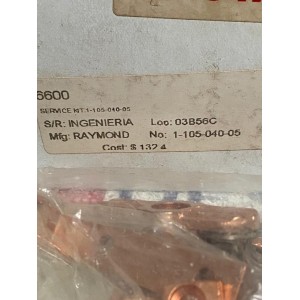 6600
SERVICE KIT:1-105-040-05
S/R: INGENIERIA Loc: 03B56C
Mfg: RAYMOND No: 1-105-040-05
Cost: $ 132.4